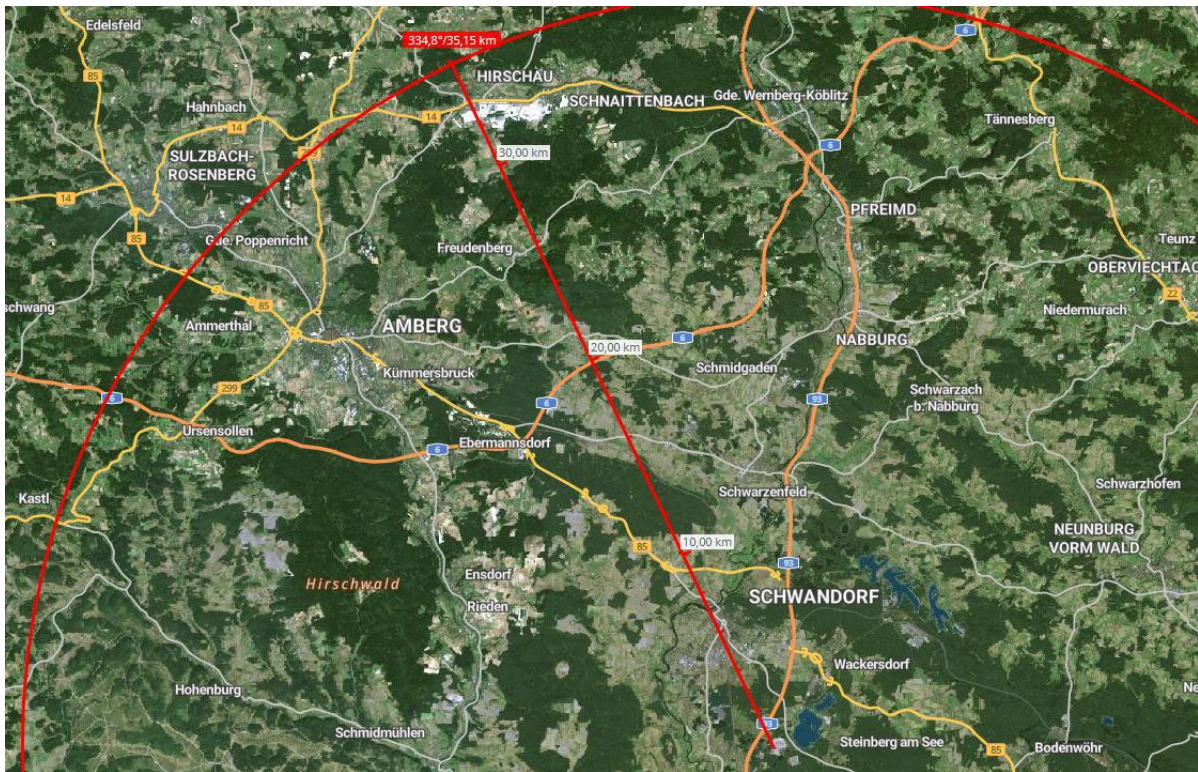 Edelsfeld
334,8°/35,15 km
6
85
HIRSCHAU
Gde. Wernberg-Köblitz
SCHNAITTENBACH
Hahnbach
14
14
Tännesberg
6
30,00 km
SULZBACH-
ROSENBERG
14
PFREIMD
85
Gde. Poppenricht
Freudenberg
Teunz
OBERVIECHTAC
22
85
schwang
Niedermurach
Ammerthal
AMBERG
6
NABBURG
20,00 km
Schmidgaden
Kümmersbruck
299
Schwarzach
b. Nabburg
6
6
93
Ursensollen
6
Ebermannsdorf
Kastl
Schwarzenfeld
Schwarzhofen
NEUNBURG
VORM WALD
10,00 km
85
93
Ensdorf
Hirschwald
SCHWANDORF
Rieden
Wackersdorf
Hohenburg
Na
93
Schmidmühlen
Steinberg am See
85
Bodenwöhr